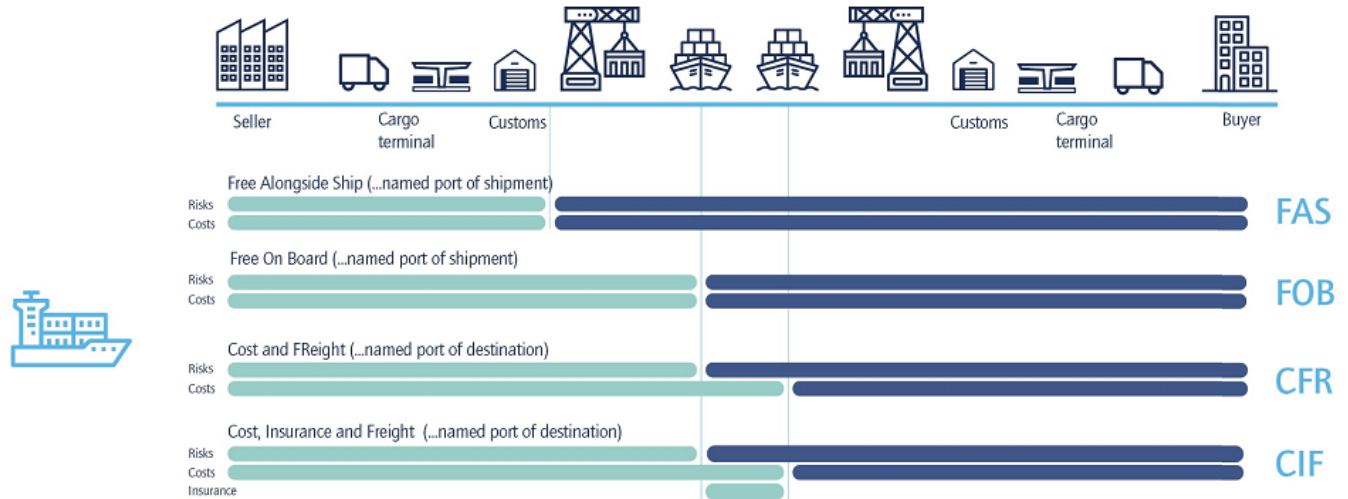 Seller
Cargo
terminal
Customs
Customs
Cargo
terminal
Buyer
Free Alongside Ship (...named port of shipment)
Risks
Costs
FAS
Free On Board (...named port of shipment)
Risks
Costs
FOB
Cost and FReight (...named port of destination)
Risks
Costs
CFR
Cost, Insurance and Freight (...named port of destination)
Risks
Costs
Insurance
CIF